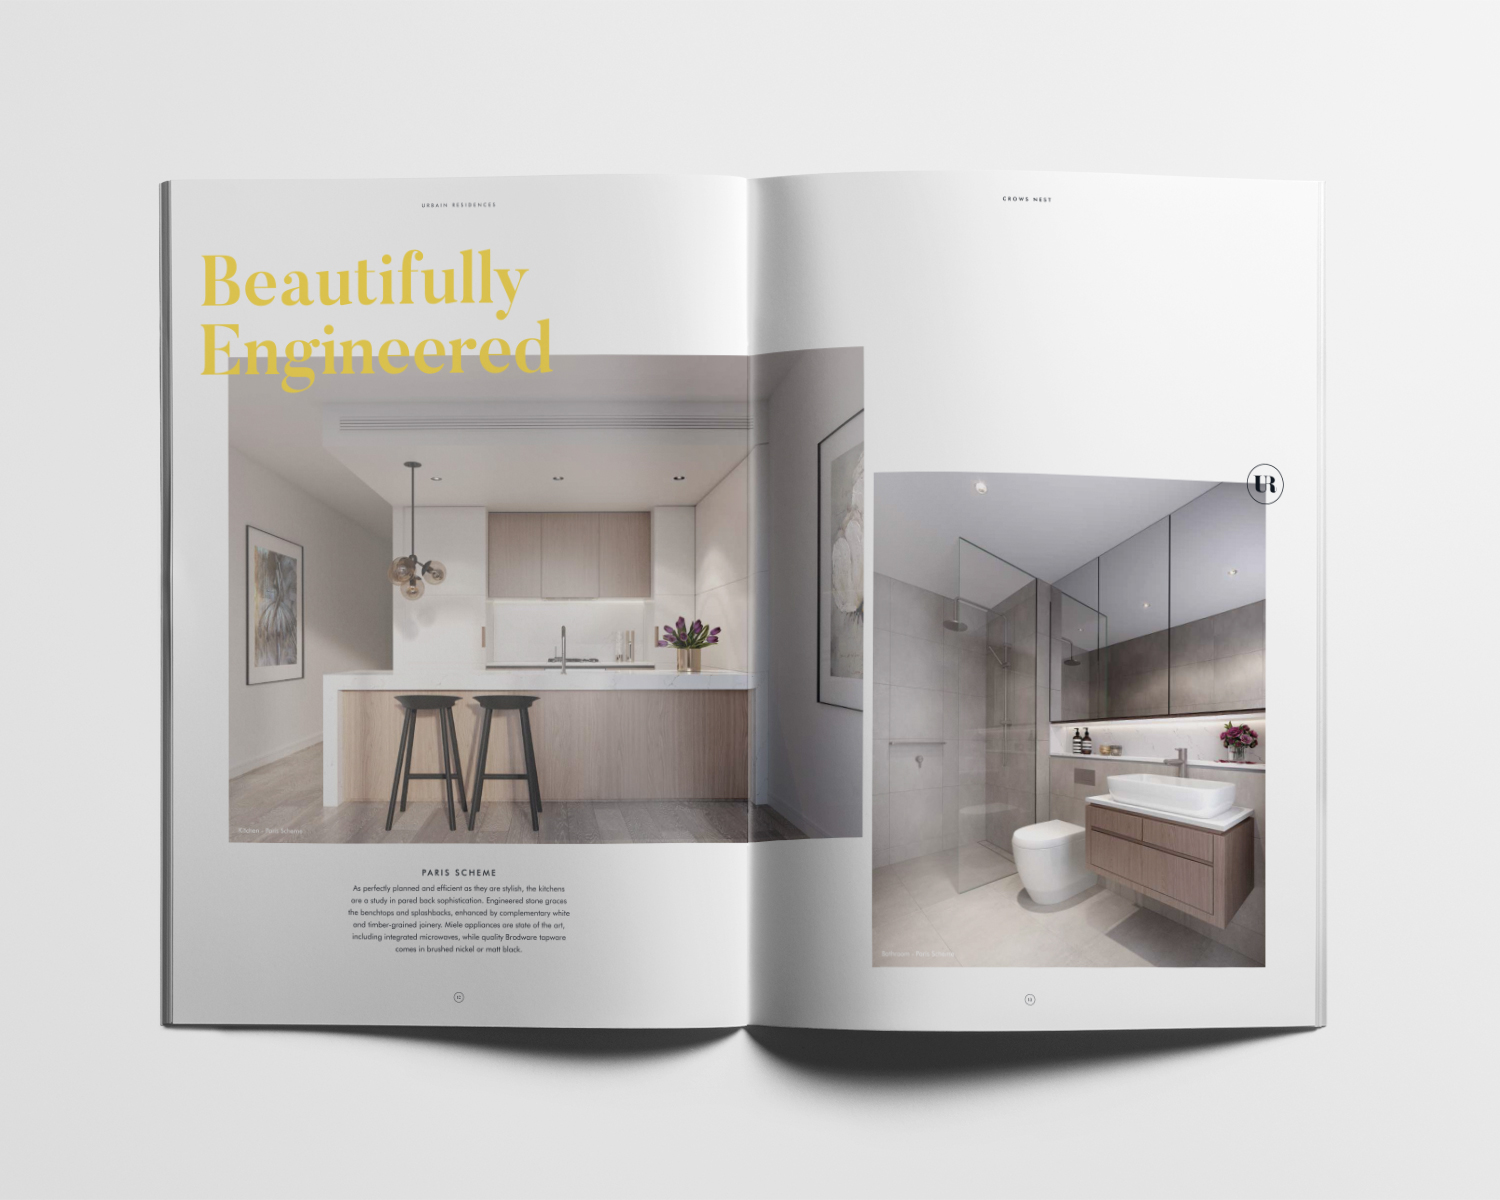 URBAIN RESIDENCES
CROWS NEST
Beautifully
Engineered
UR
Kitchen - Paris Scheme
PARIS SCHEME
As perfectly planned and efficient as they are stylish, the kitchens
are a study in pared back sophistication. Engineered stone graces
the benchtops and splashbacks, enhanced by complementary white
and timber-grained joinery. Miele appliances are state of the art,
including integrated microwaves, while quality Brodware tapware
comes in brushed nickel or matt black.
Bathroom - Paris Scheme
12
13